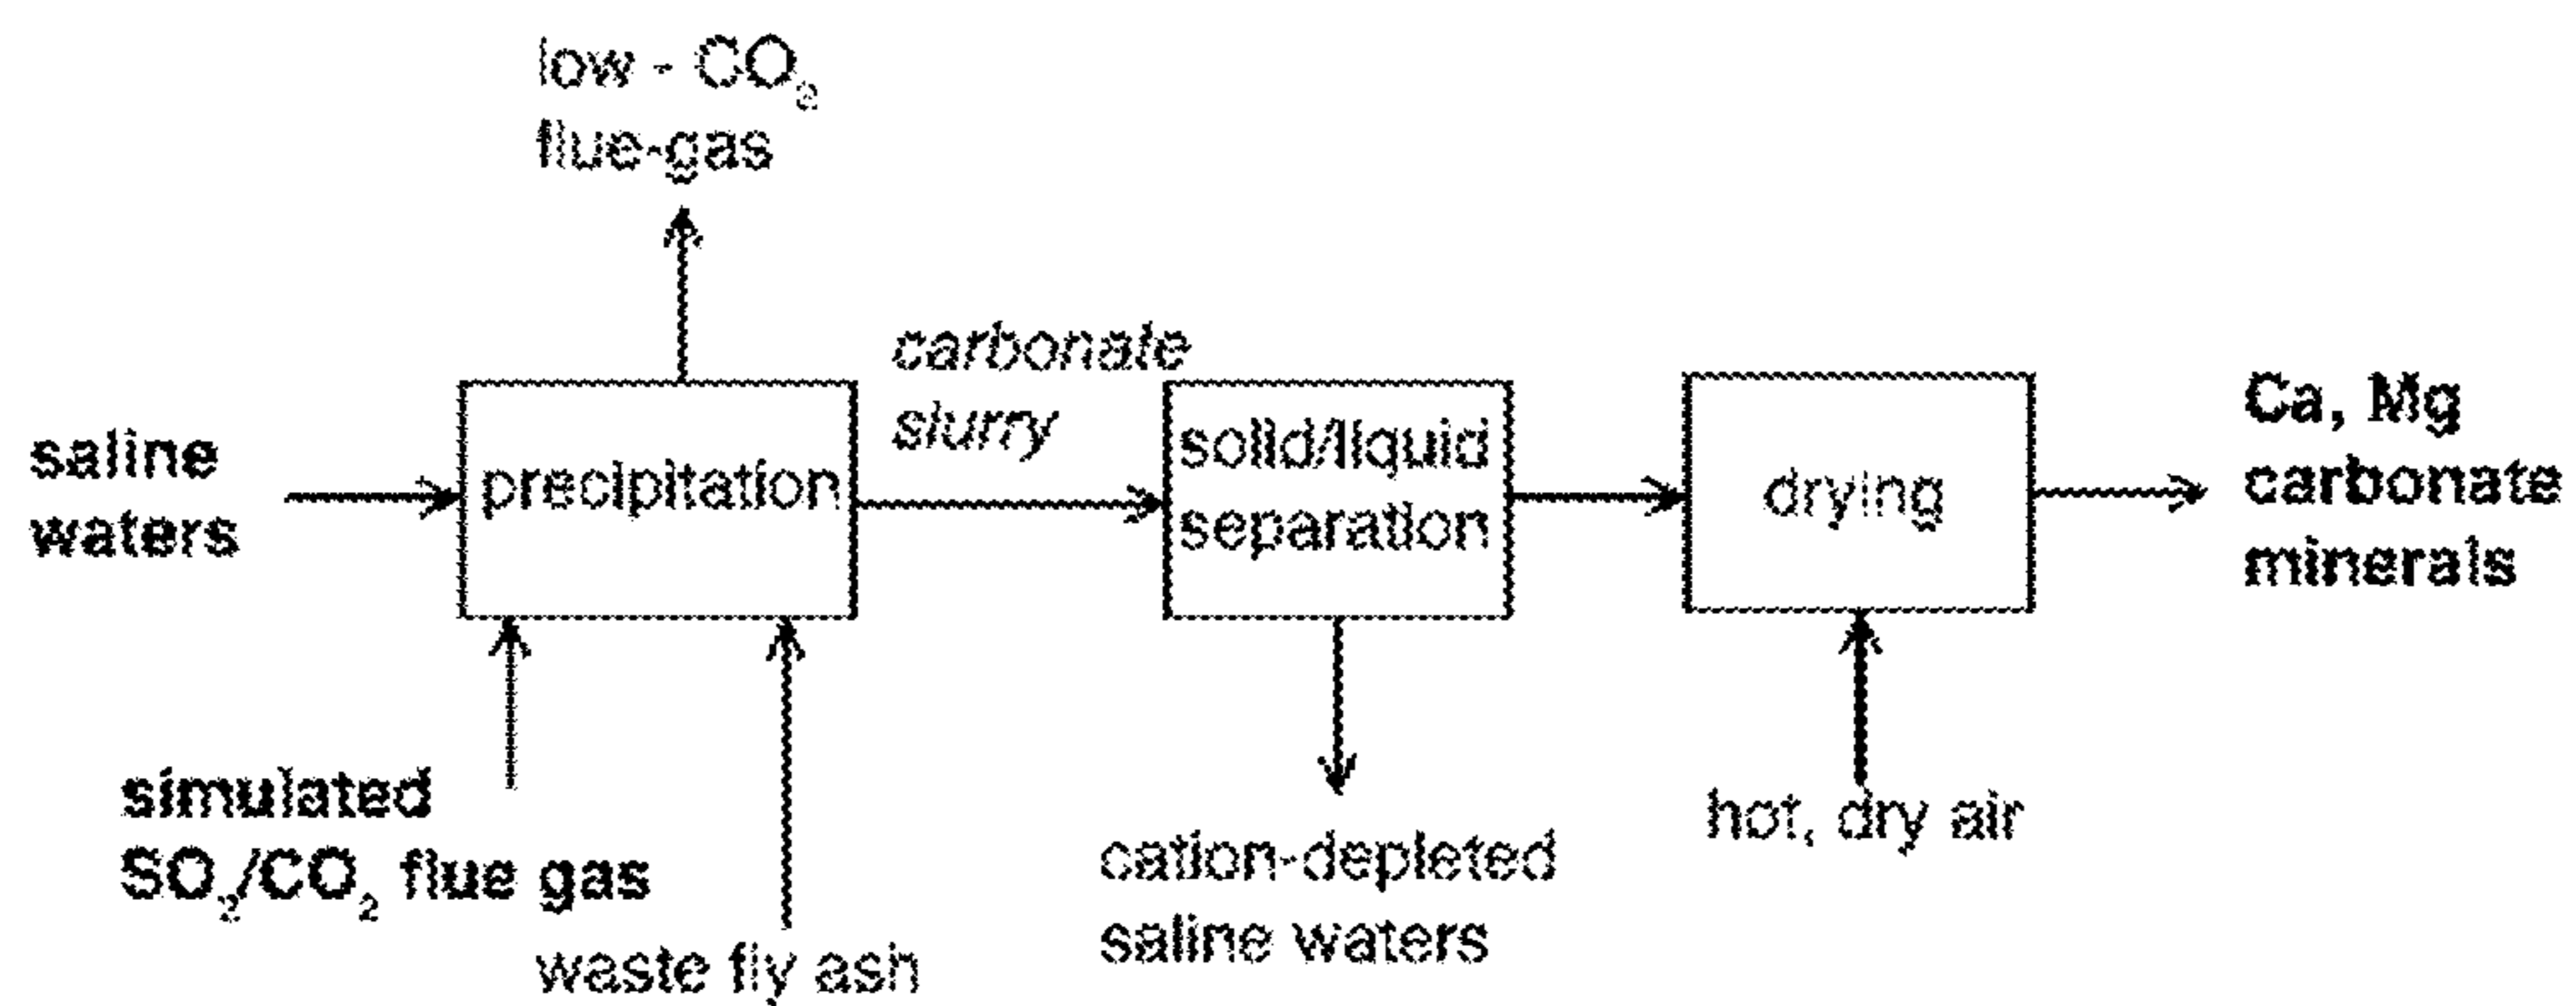 low - CO₂
flue-gas
saline
waters
precipitation
carbonate
slurry
solid/liquid
separation
drying
Ca, Mg
carbonate
minerals
simulated
SO₂/CO₂ flue gas
waste fly ash
cation-depleted
saline waters
hot, dry air